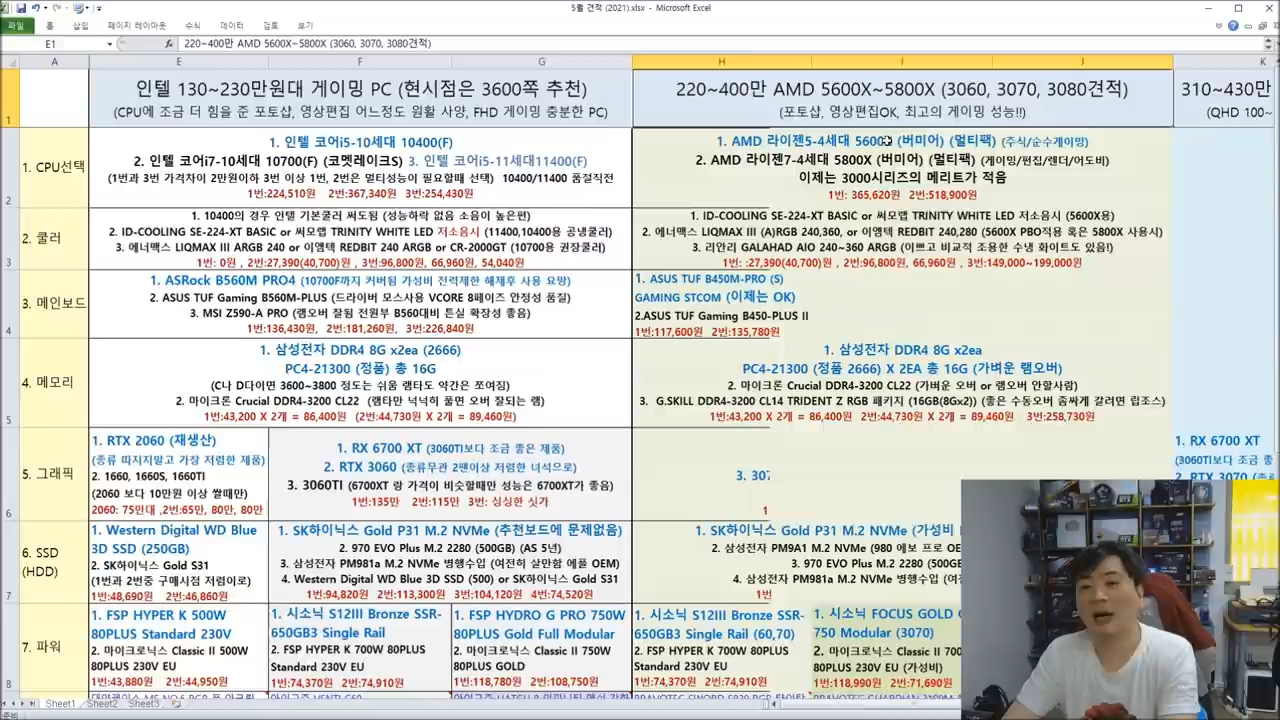 5월 견적 (2021).xlsx - Microsoft Excel
파일 홈 삽입 페이지 레이아웃 수식 데이터 검토 보기
E1 fx 220~400만 AMD 5600X~5800X (3060, 3070, 3080견적)
A E F G H I J K
1
인텔 130~230만원대 게이밍 PC (현시점은 3600쪽 추천)
(CPU에 조금 더 힘을 준 포토샵, 영상편집 어느정도 원활 사양, FHD 게이밍 충분한 PC)
220~400만 AMD 5600X~5800X (3060, 3070, 3080견적)
(포토샵, 영상편집OK, 최고의 게이밍 성능!!)
310~430만
(QHD 100~
2
1. CPU선택
1. 인텔 코어i5-10세대 10400(F)
2. 인텔 코어i7-10세대 10700(F) (코멧레이크S) 3. 인텔 코어i5-11세대11400(F)
(1번과 3번 가격차이 2만원이하 3번 이상 1번, 2번은 멀티성능이 필요할때 선택) 10400/11400 품절직전
1번:224,510원 2번:367,340원 3번:254,430원
1. AMD 라이젠5-4세대 5600 (버미어) (멀티팩) (주식/순수게이밍)
2. AMD 라이젠7-4세대 5800X (버미어) (멀티팩) (게이밍/편집/렌더/어도비)
이제는 3000시리즈의 메리트가 적음
1번: 365,620원 2번:518,900원
3
2. 쿨러
1. 10400의 경우 인텔 기본쿨러 써도됨 (성능하락 없음 소음이 높은편)
2. ID-COOLING SE-224-XT BASIC or 써모랩 TRINITY WHITE LED 저소음시 (11400,10400용 공냉쿨러)
3. 에너맥스 LIQMAX III ARGB 240 or 이엠텍 REDBIT 240 ARGB or CR-2000GT (10700용 권장쿨러)
1번: 0원 , 2번:27,390(40,700)원 , 3번:96,800원, 66,960원, 54,040원
1. ID-COOLING SE-224-XT BASIC or 써모랩 TRINITY WHITE LED 저소음시 (5600X용)
2. 에너맥스 LIQMAX III (A)RGB 240,360, or 이엠텍 REDBIT 240,280 (5600X PBO적용 혹은 5800X 사용시)
3. 리안리 GALAHAD AIO 240~360 ARGB (이쁘고 비교적 조용한 수냉 화이트도 있음!)
1번: :27,390(40,700)원 , 2번:96,800원, 66,960원 , 3번:149,000~199,000원
4
3. 메인보드
1. ASRock B560M PRO4 (10700F까지 커버됨 가성비 전력제한 해제후 사용 요망)
2. ASUS TUF Gaming B560M-PLUS (드라이버 모스사용 VCORE 8페이즈 안정성 품질)
3. MSI Z590-A PRO (램오버 잘됨 전원부 B560대비 튼실 확장성 좋음)
1번:136,430원, 2번:181,260원, 3번:226,840원
1. ASUS TUF B450M-PRO (S)
GAMING STCOM (이제는 OK)
2.ASUS TUF Gaming B450-PLUS II
1번:117,600원 2번:135,780원
5
4. 메모리
1. 삼성전자 DDR4 8G x2ea (2666)
PC4-21300 (정품) 총 16G
(C나 D다이면 3600~3800 정도는 쉬움 램타도 약간은 쪼여짐)
2. 마이크론 Crucial DDR4-3200 CL22 (램타만 넉넉히 풀면 오버 잘되는 램)
1번:43,200 X 2개 = 86,400원 (2번:44,730원 X 2개 = 89,460원)
1. 삼성전자 DDR4 8G x2ea
PC4-21300 (정품 2666) X 2EA 총 16G (가벼운 램오버)
2. 마이크론 Crucial DDR4-3200 CL22 (가벼운 오버 or 램오버 안할사람)
3. G.SKILL DDR4-3200 CL14 TRIDENT Z RGB 패키지 (16GB(8Gx2)) (좋은 수동오버 줍싸게 갈려면 립조스)
1번:43,200 X 2개 = 86,400원 2번:44,730원 X 2개 = 89,460원 3번:258,730원
6
5. 그래픽
1. RTX 2060 (재생산)
(종류 따지지말고 가장 저렴한 제품)
2. 1660, 1660S, 1660TI
(2060 보다 10만원 이상 쌀때만)
2060: 75만대 ,2번:65만, 80만, 80만
1. RX 6700 XT (3060TI보다 조금 좋은 제품)
2. RTX 3060 (종류무관 2팬이상 저렴한 녀석으로)
3. 3060TI (6700XT 랑 가격이 비슷할때만 성능은 6700XT가 좋음)
1번:135만 2번:115만 3번: 싱싱한 싯가
3. 307
1
1. RX 6700 XT
(3060TI보다 조금 좋
2. RTX 3070 (종
7
6. SSD
(HDD)
1. Western Digital WD Blue
3D SSD (250GB)
2. SK하이닉스 Gold S31
(1번과 2번중 구매시점 저렴이로)
1번:48,690원 2번:46,860원
1. SK하이닉스 Gold P31 M.2 NVMe (추천보드에 문제없음)
2. 970 EVO Plus M.2 2280 (500GB) (AS 5년)
3. 삼성전자 PM981a M.2 NVMe 병행수입 (여전히 살만함 에플 OEM)
4. Western Digital WD Blue 3D SSD (500) or SK하이닉스 Gold S31
1번:94,820원 2번:113,300원 3번:104,120원 4번:74,520원
1. SK하이닉스 Gold P31 M.2 NVMe (가성비
2. 삼성전자 PM9A1 M.2 NVMe (980 에보 프로 OE
3. 970 EVO Plus M.2 2280 (500GE
4. 삼성전자 PM981a M.2 NVMe 병행수입 (여전
1번
8
7. 파워
1. FSP HYPER K 500W
80PLUS Standard 230V
2. 마이크로닉스 Classic II 500W
80PLUS 230V EU
1번:43,880원 2번:44,950원
1. 시소닉 S12III Bronze SSR-
650GB3 Single Rail
2. FSP HYPER K 700W 80PLUS
Standard 230V EU
1번:74,370원 2번:74,910원
1. FSP HYDRO G PRO 750W
80PLUS Gold Full Modular
2. 마이크로닉스 Classic II 750W
80PLUS GOLD
1번:118,780원 2번:108,750원
1. 시소닉 S12III Bronze SSR-
650GB3 Single Rail (60,70)
2. FSP HYPER K 700W 80PLUS
Standard 230V EU
1번:74,370원 2번:74,910원
1. 시소닉 FOCUS GOLD
750 Modular (3070)
2. 마이크로닉스 Classic II 70
80PLUS 230V EU (가성비)
1번:118,990원 2번:71,690원
Sheet1 Sheet2 Sheet3
준비